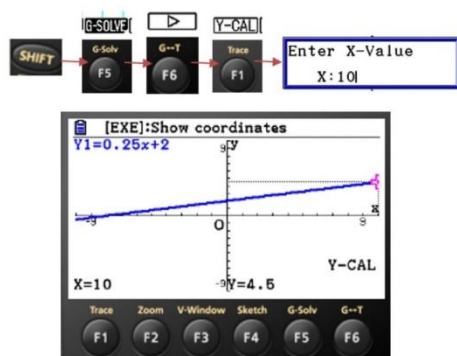 G-SOLVE
Y-CAL
SHIFT
G-Solv
F5
G↔T
F6
Trace
F1
Enter X-Value
X:10
[EXE]:Show coordinates
Y1=0.25x+2
y
9
-9
O
9
x
Y-CAL
X=10
-9
Y=4.5
Trace
Zoom
V-Window
Sketch
G-Solv
G↔T
F1
F2
F3
F4
F5
F6